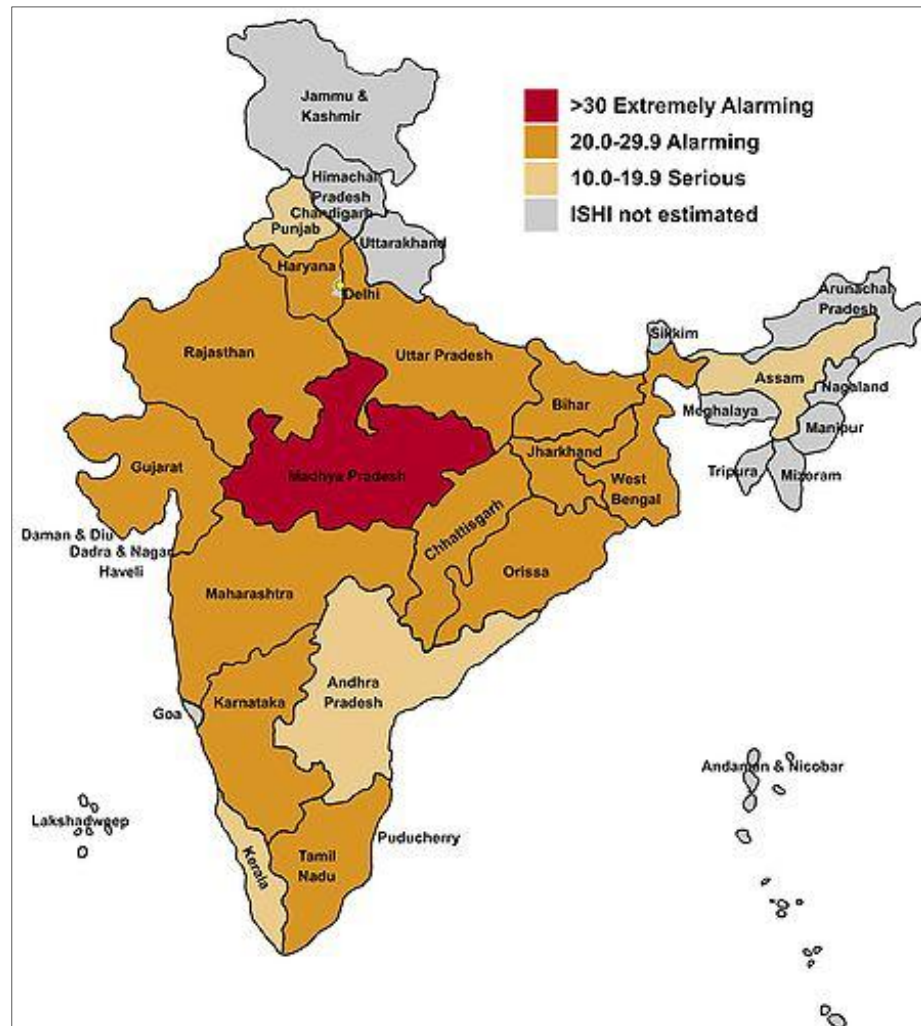 Jammu &
Kashmir
>30 Extremely Alarming
20.0-29.9 Alarming
10.0-19.9 Serious
ISHI not estimated
Himachal
Pradesh
Chandigarh
Punjab
Uttarakhand
Haryana
Delhi
Arunachal
Pradesh
Rajasthan
Uttar Pradesh
Sikkim
Assam
Nagaland
Bihar
Meghalaya
Manipur
Gujarat
Madhya Pradesh
Jharkhand
West
Bengal
Tripura
Mizoram
Daman & Diu
Dadra & Nagar
Haveli
Chhattisgarh
Orissa
Maharashtra
Andhra
Pradesh
Goa
Karnataka
Andaman & Nicobar
Lakshadweep
Puducherry
Kerala
Tamil
Nadu